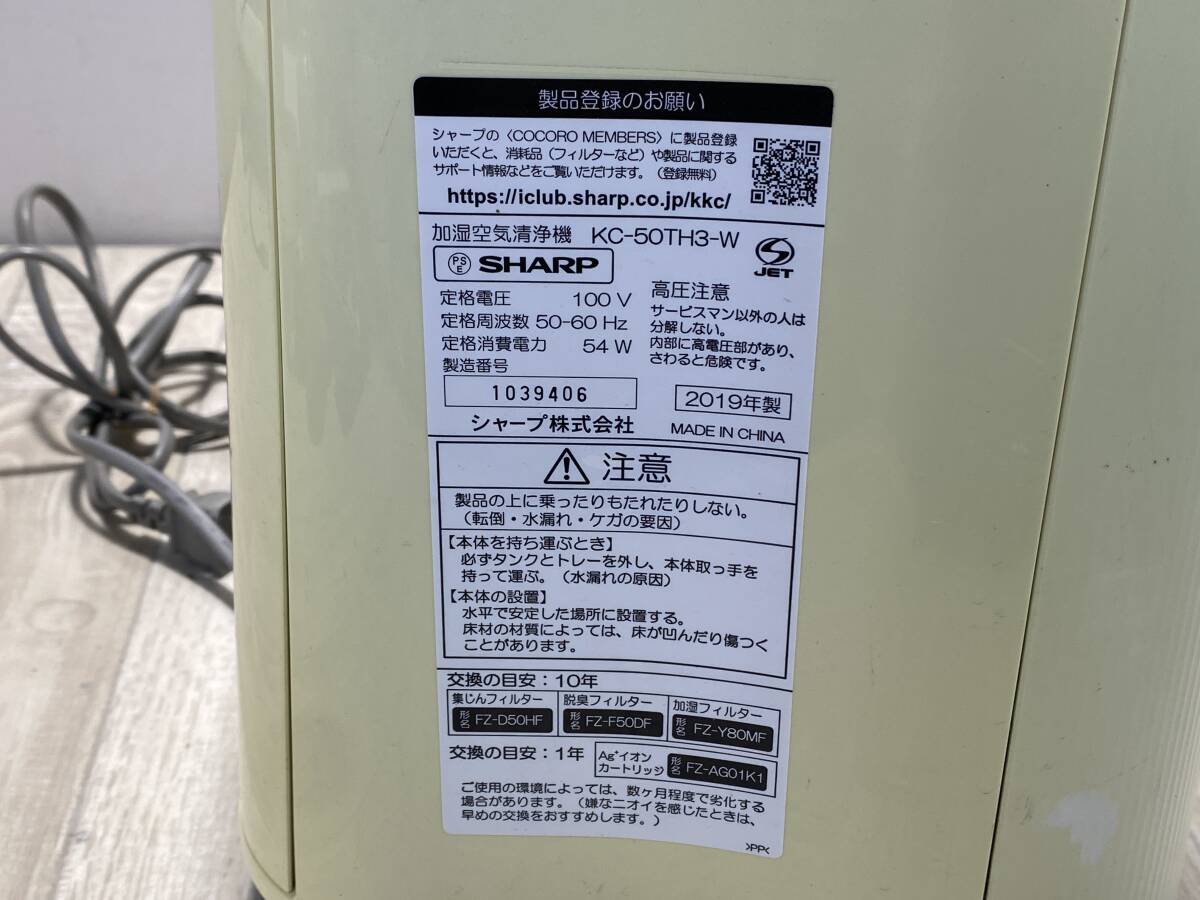 製品登録のお願い
シャープの〈COCORO MEMBERS〉に製品登録
いただくと、消耗品（フィルターなど）や製品に関する
サポート情報などをご覧いただけます。（登録無料）
https://iclub.sharp.co.jp/kkc/
加湿空気清浄機 KC-50TH3-W
PSE SHARP
JET
定格電圧 100 V
定格周波数 50-60 Hz
定格消費電力 54 W
製造番号
1039406
シャープ株式会社
高圧注意
サービスマン以外の人は
分解しない。
内部に高電圧部があり、
さわると危険です。
2019年製
MADE IN CHINA
注意
製品の上に乗ったりもたれたりしない。
（転倒・水漏れ・ケガの要因）
【本体を持ち運ぶとき】
必ずタンクとトレーを外し、本体取っ手を
持って運ぶ。（水漏れの原因）
【本体の設置】
水平で安定した場所に設置する。
床材の材質によっては、床が凹んだり傷つく
ことがあります。
交換の目安：10年
集じんフィルター
形名 FZ-D50HF
脱臭フィルター
形名 FZ-F50DF
加湿フィルター
形名 FZ-Y80MF
交換の目安：1年
Ag⁺イオン
カートリッジ
形名 FZ-AG01K1
ご使用の環境によっては、数ヶ月程度で劣化する
場合があります。（嫌なニオイを感じたときは、
早めの交換をおすすめします。）
>PP<